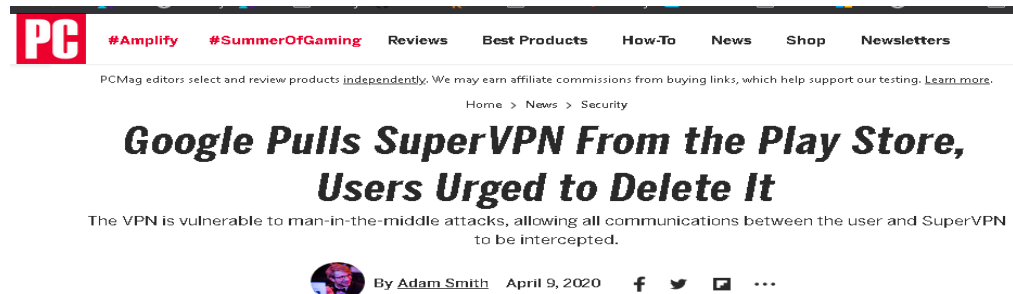 PC
#Amplify #SummerOfGaming Reviews Best Products How-To News Shop Newsletters
PCMag editors select and review products independently. We may earn affiliate commissions from buying links, which help support our testing. Learn more.
Home > News > Security
Google Pulls SuperVPN From the Play Store,
Users Urged to Delete It
The VPN is vulnerable to man-in-the-middle attacks, allowing all communications between the user and SuperVPN
to be intercepted.
By Adam Smith April 9, 2020